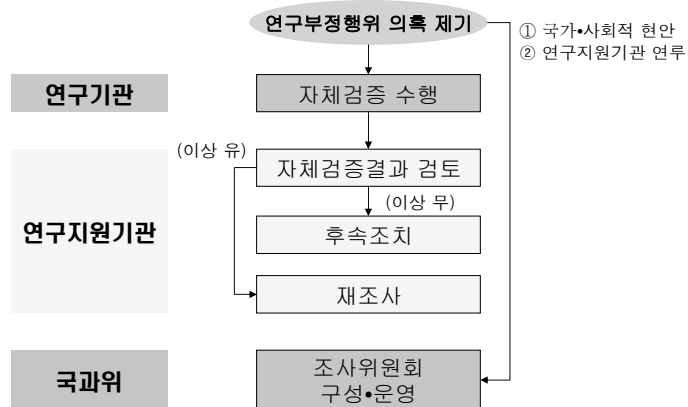 연구부정행위 의혹 제기
① 국가•사회적 현안
② 연구지원기관 연루
연구기관
자체검증 수행
(이상 유)
자체검증결과 검토
(이상 무)
연구지원기관
후속조치
재조사
국과위
조사위원회
구성•운영